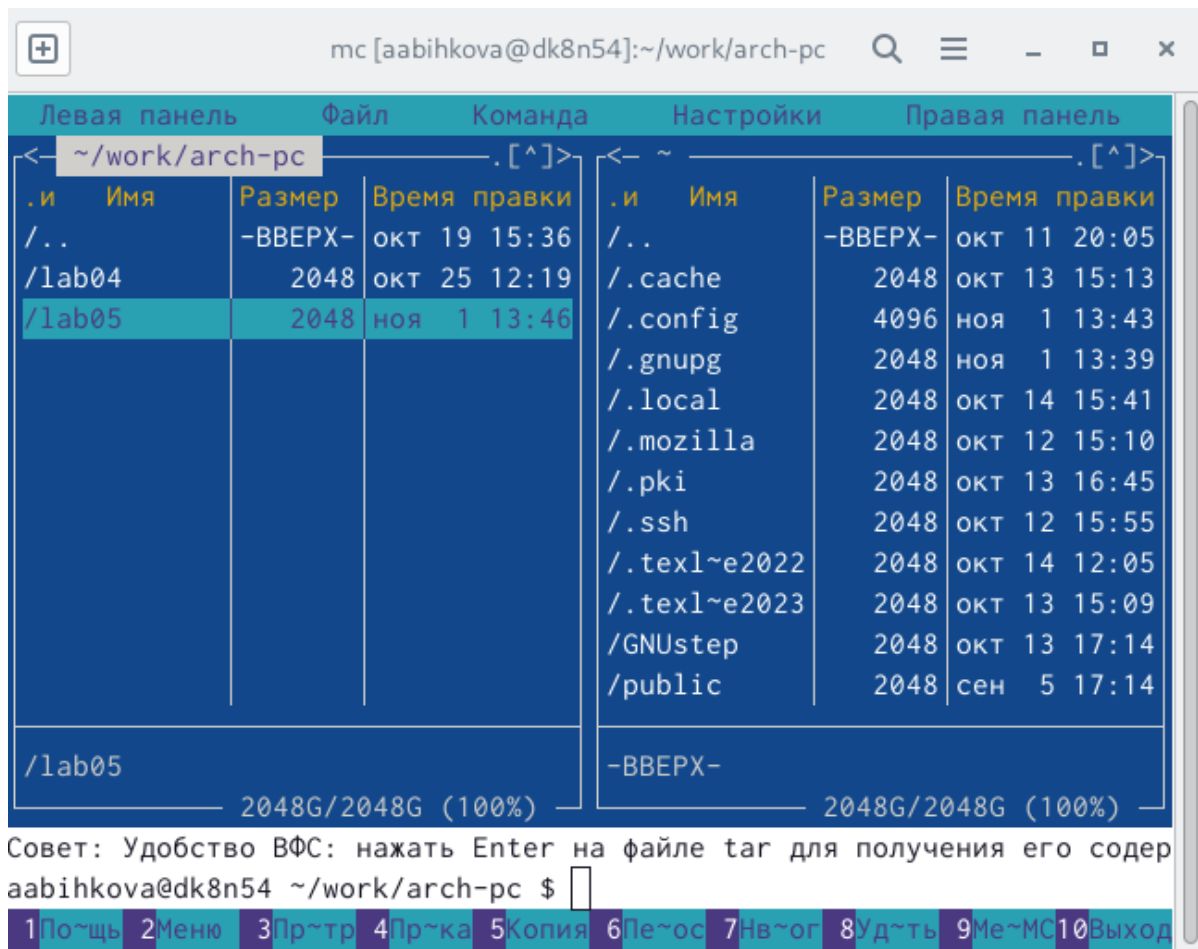 mc [aabihkova@dk8n54]:~/work/arch-pc
Левая панель Файл Команда Настройки Правая панель
<- ~/work/arch-pc .[^]> <- ~ .[^]>
.и Имя Размер Время правки .и Имя Размер Время правки
/.. -ВВЕРХ- окт 19 15:36 /.. -ВВЕРХ- окт 11 20:05
/lab04 2048 окт 25 12:19 /.cache 2048 окт 13 15:13
/lab05 2048 ноя 1 13:46 /.config 4096 ноя 1 13:43
/.gnupg 2048 ноя 1 13:39
/.local 2048 окт 14 15:41
/.mozilla 2048 окт 12 15:10
/.pki 2048 окт 13 16:45
/.ssh 2048 окт 12 15:55
/.texl~e2022 2048 окт 14 12:05
/.texl~e2023 2048 окт 13 15:09
/GNUstep 2048 окт 13 17:14
/public 2048 сен 5 17:14
/lab05 -ВВЕРХ-
2048G/2048G (100%) 2048G/2048G (100%)
Совет: Удобство ВФС: нажать Enter на файле tar для получения его содер
aabihkova@dk8n54 ~/work/arch-pc $
1По~щь 2Меню 3Пр~тр 4Пр~ка 5Копия 6Пе~ос 7Нв~ог 8Уд~ть 9Ме~МС 10Выход